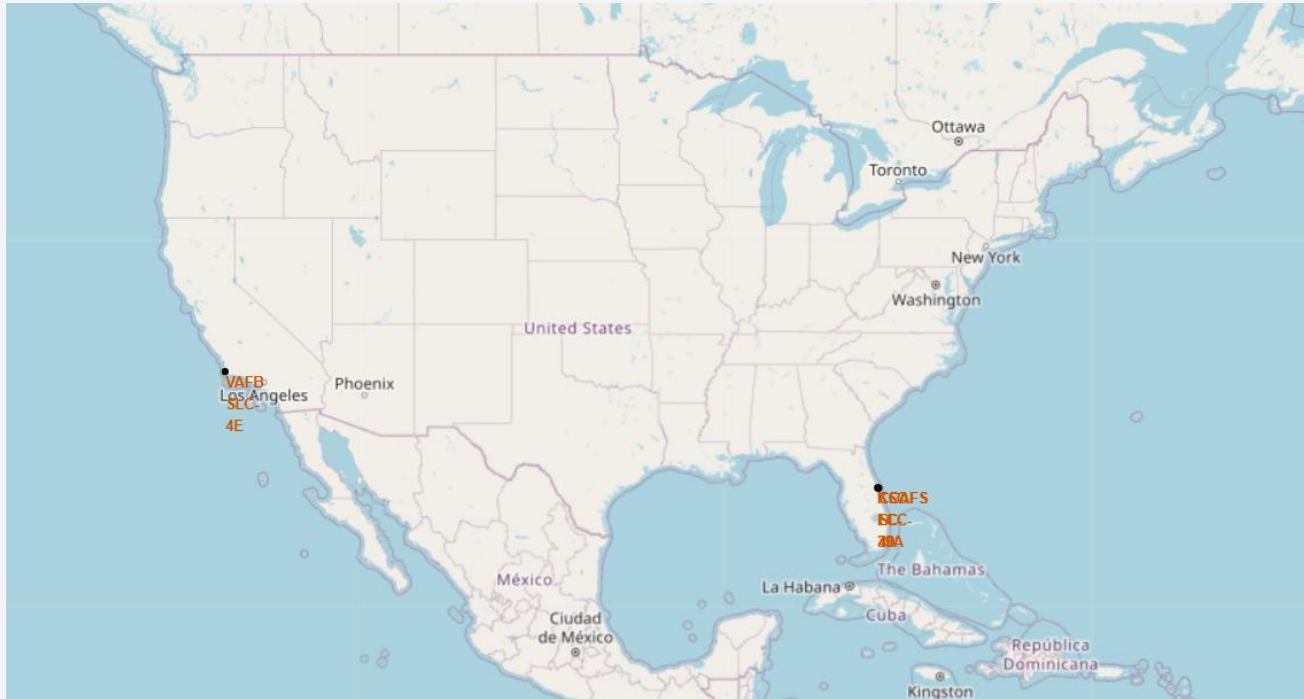 Ottawa
Toronto
New York
Washington
United States
VAFB
SLC-
4E
Los Angeles
Phoenix
La Habana
The Bahamas
México
Cuba
Ciudad
de México
República
Dominicana
Kingston